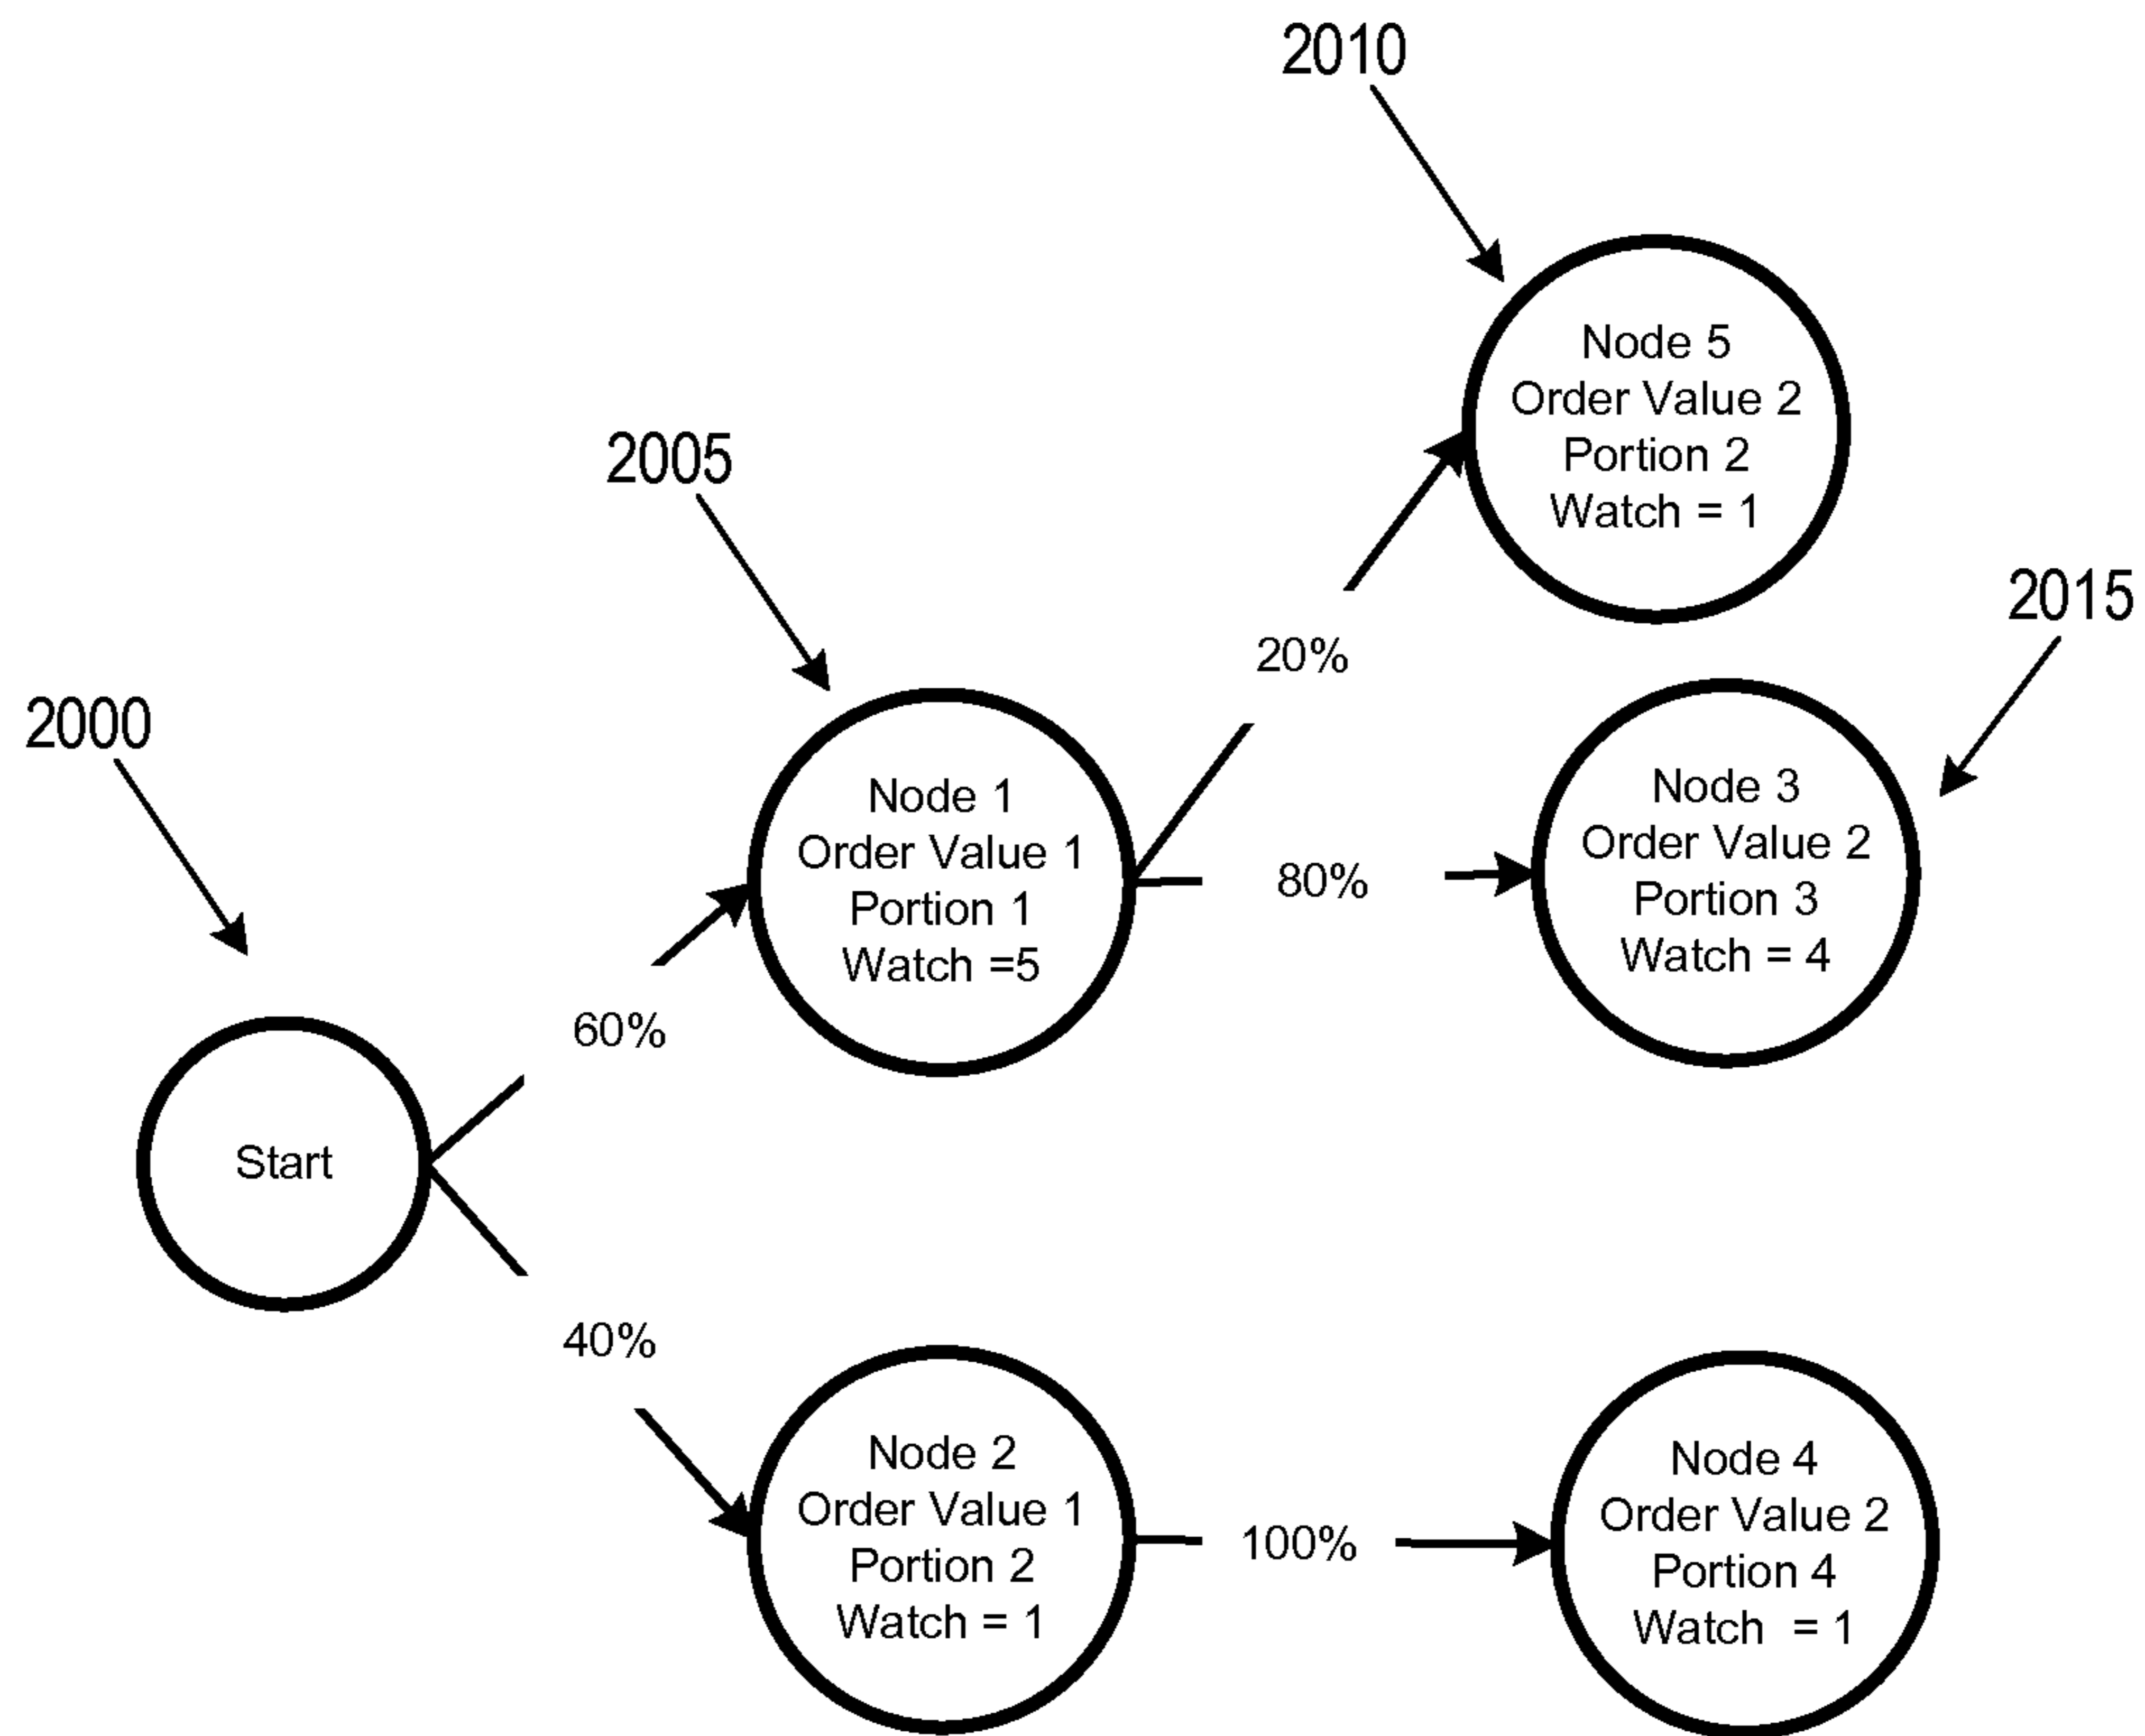 2010
Node 5
Order Value 2
Portion 2
Watch = 1
2005
2015
20%
2000
Node 1
Order Value 1
Portion 1
Watch =5
80%
Node 3
Order Value 2
Portion 3
Watch = 4
60%
Start
40%
Node 2
Order Value 1
Portion 2
Watch = 1
100%
Node 4
Order Value 2
Portion 4
Watch  = 1